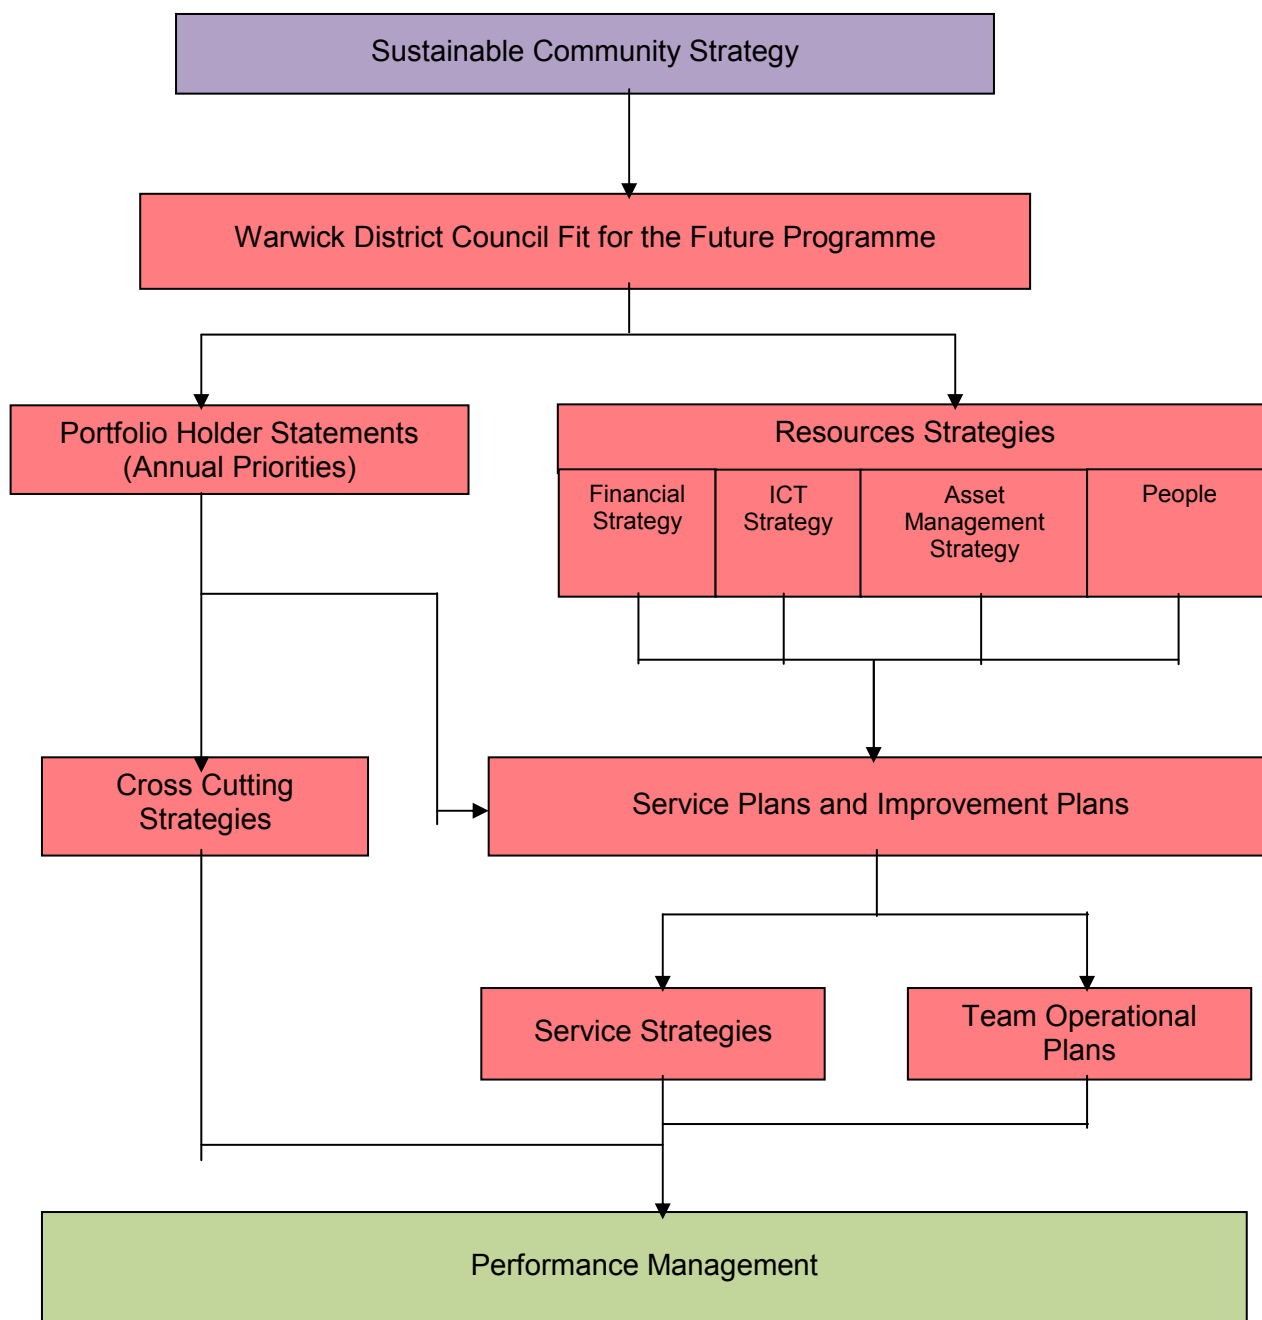 Sustainable Community Strategy
Warwick District Council Fit for the Future Programme
Portfolio Holder Statements
(Annual Priorities)
Resources Strategies
Financial
Strategy
ICT
Strategy
Asset
Management
Strategy
People
Cross Cutting
Strategies
Service Plans and Improvement Plans
Service Strategies
Team Operational
Plans
Performance Management